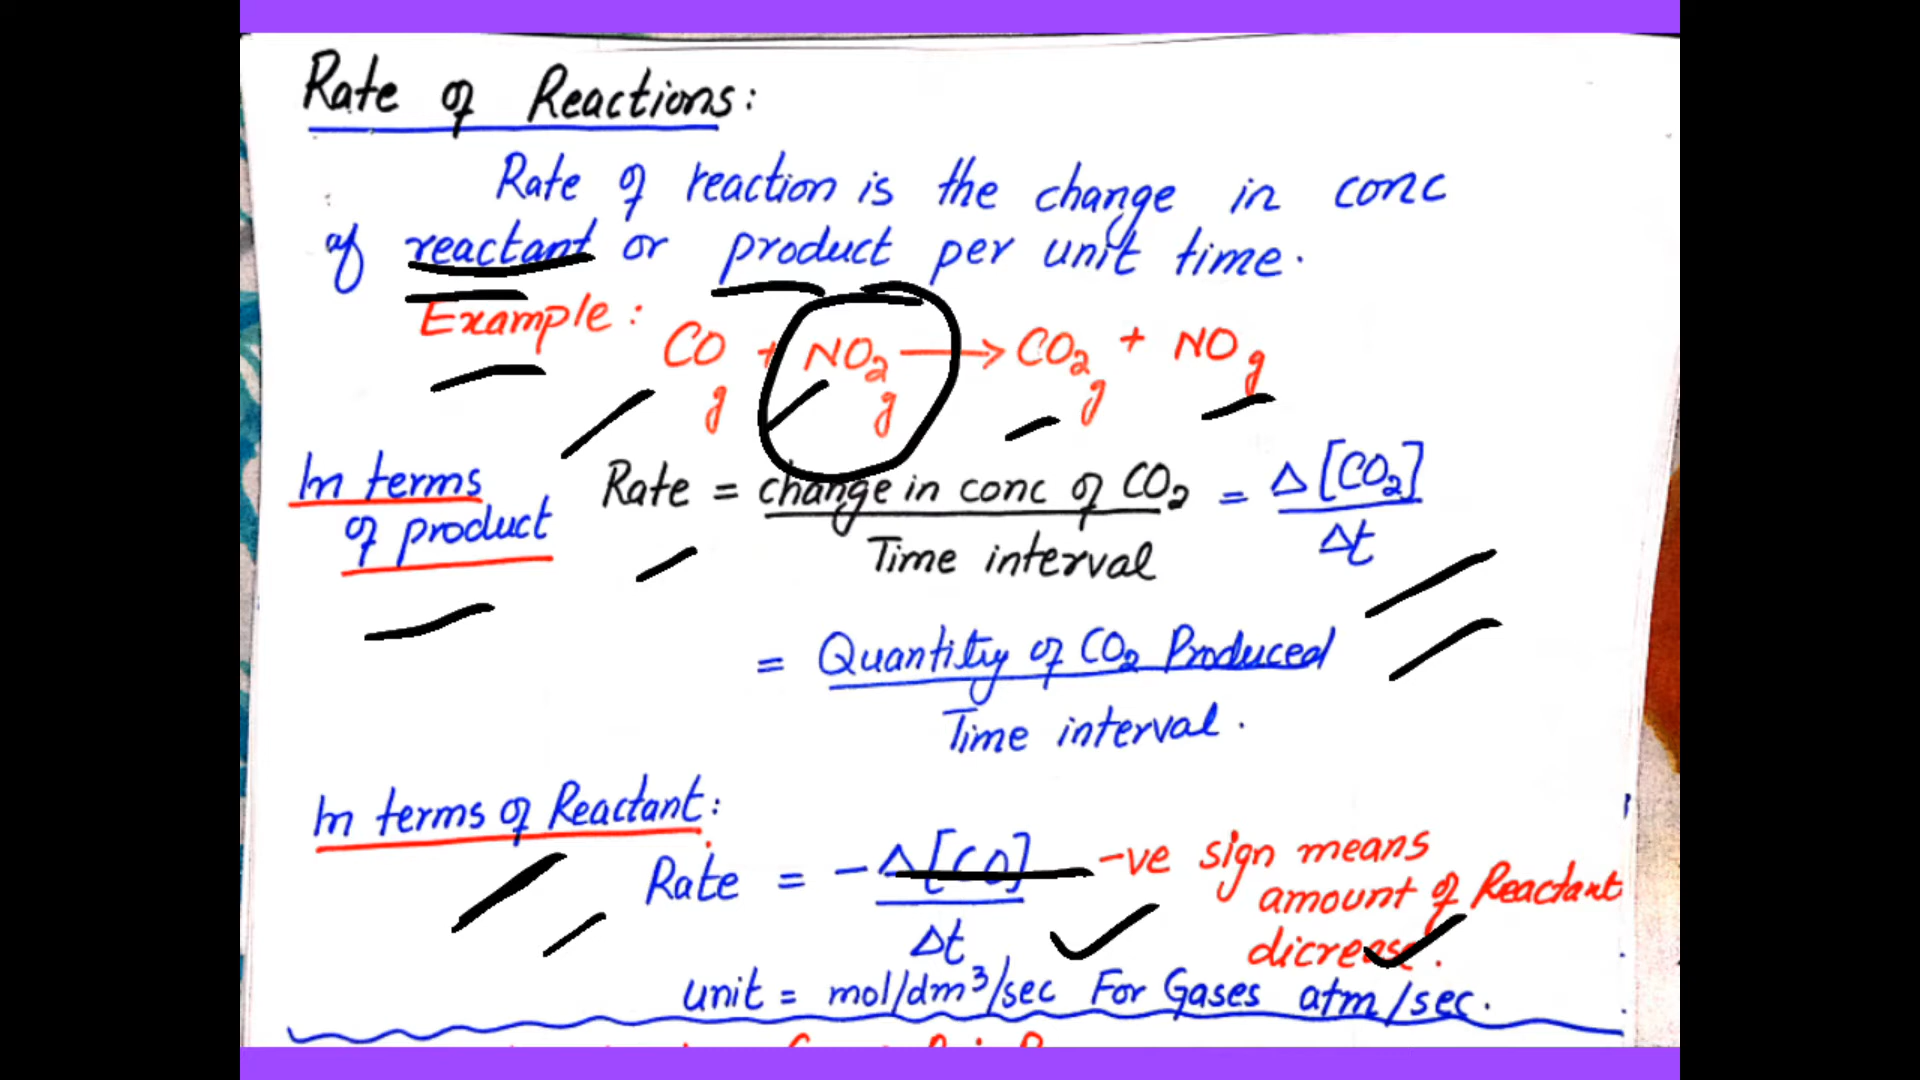 Rate of Reactions:
Rate of reaction is the change in conc
of reactant or product per unit time.
Example:
CO g + NO2 g → CO2 g + NO g
In terms of product
Rate = change in conc of CO2 / Time interval = Δ[CO2] / Δt
= Quantity of CO2 Produced / Time interval.
In terms of Reactant:
Rate = -Δ[CO] / Δt
-ve sign means
amount of Reactant
dicrease.
unit = mol/dm³/sec For Gases atm/sec.